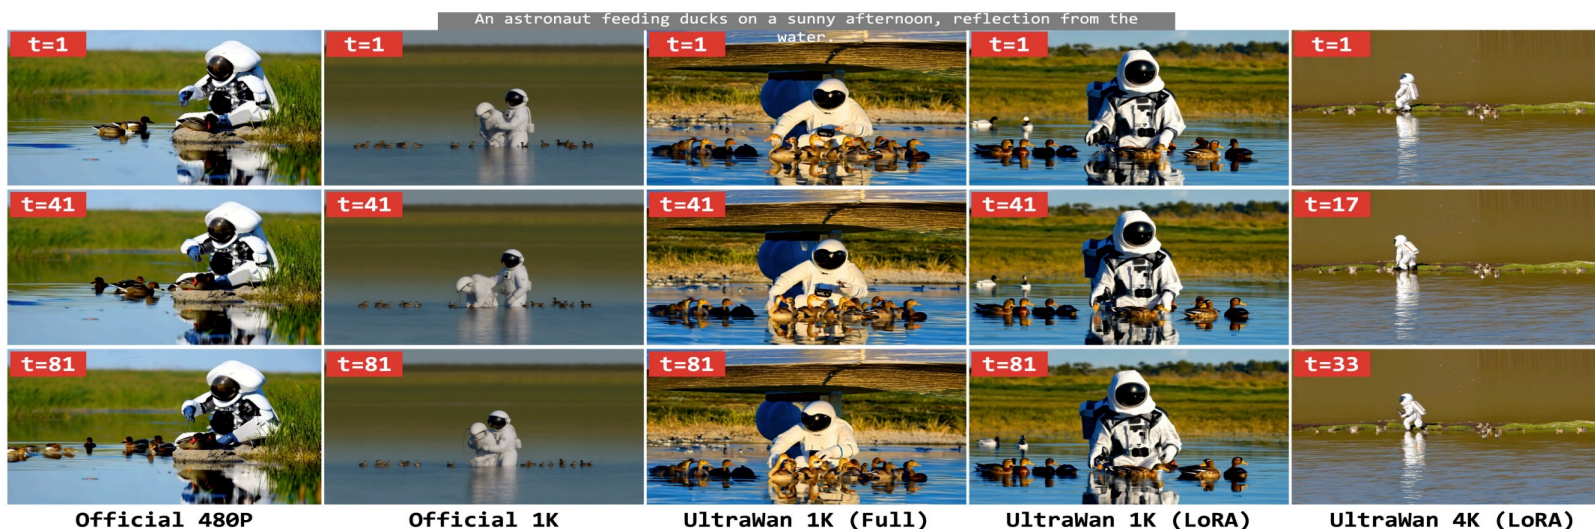 An astronaut feeding ducks on a sunny afternoon, reflection from the
water.
t=1 t=1 t=1 t=1 t=1
t=41 t=41 t=41 t=41 t=17
t=81 t=81 t=81 t=81 t=33
Official 480P Official 1K UltraWan 1K (Full) UltraWan 1K (LoRA) UltraWan 4K (LoRA)